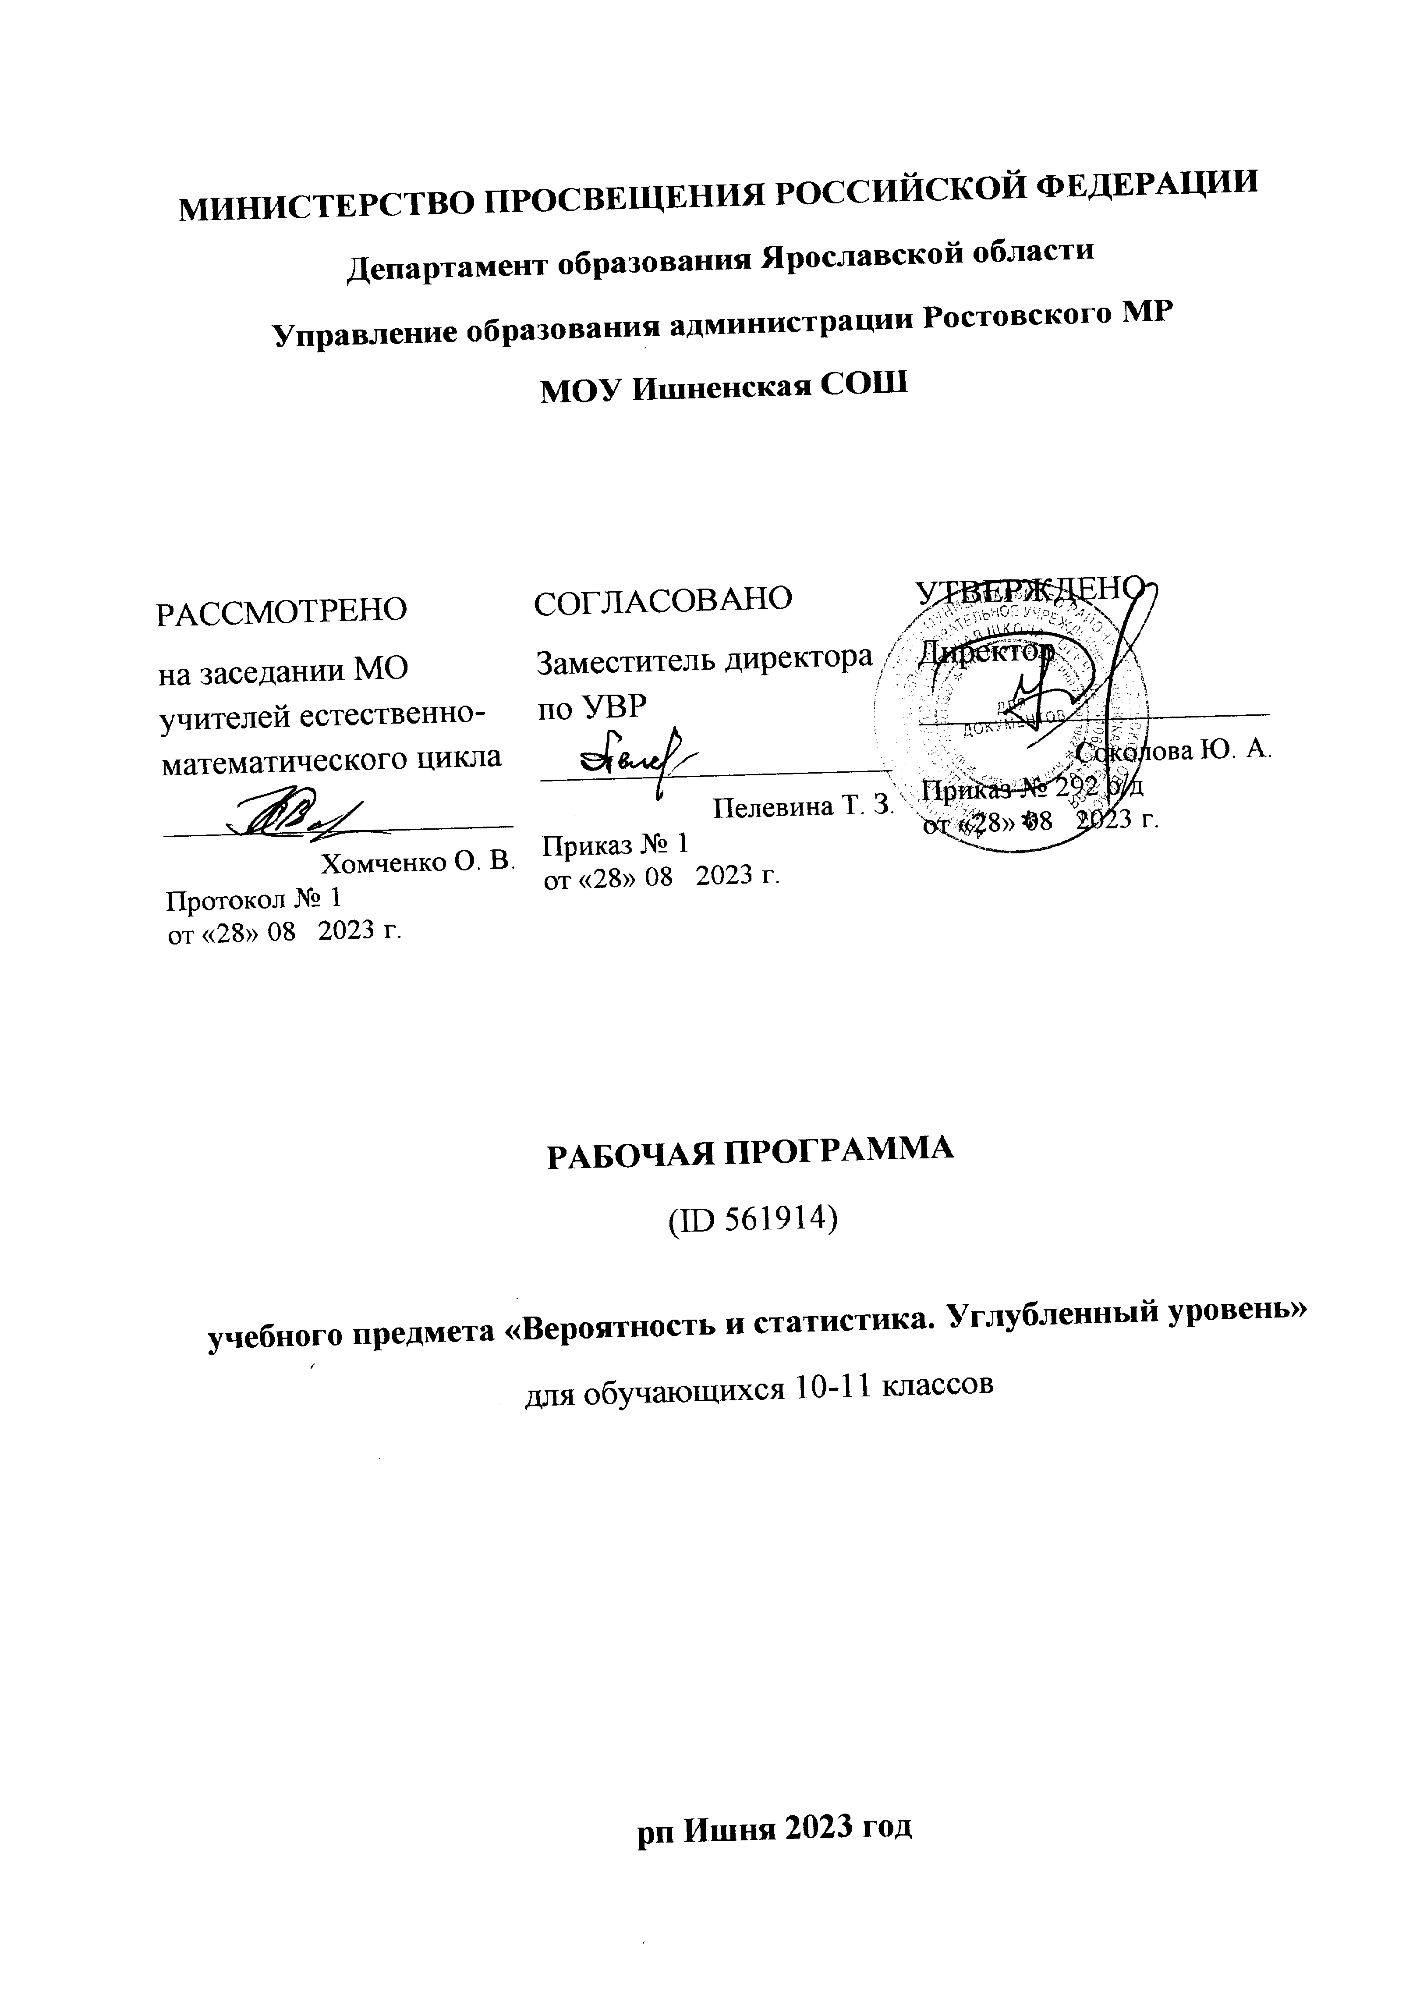 МИНИСТЕРСТВО ПРОСВЕЩЕНИЯ РОССИЙСКОЙ ФЕДЕРАЦИИ
Департамент образования Ярославской области
Управление образования администрации Ростовского МР
МОУ Ишненская СОШ
РАССМОТРЕНО
на заседании МО
учителей естественно-
математического цикла
Хомченко О. В.
Протокол № 1
от «28» 08 2023 г.
СОГЛАСОВАНО
Заместитель директора
по УВР
Пелевина Т. З.
Приказ № 1
от «28» 08 2023 г.
УТВЕРЖДЕНО
Директор
Соколова Ю. А.
Приказ № 292 о/д
от «28» 08 2023 г.
ДЛЯ
ДОКУМЕНТОВ
РАБОЧАЯ ПРОГРАММА
(ID 561914)
учебного предмета «Вероятность и статистика. Углубленный уровень»
для обучающихся 10-11 классов
рп Ишня 2023 год